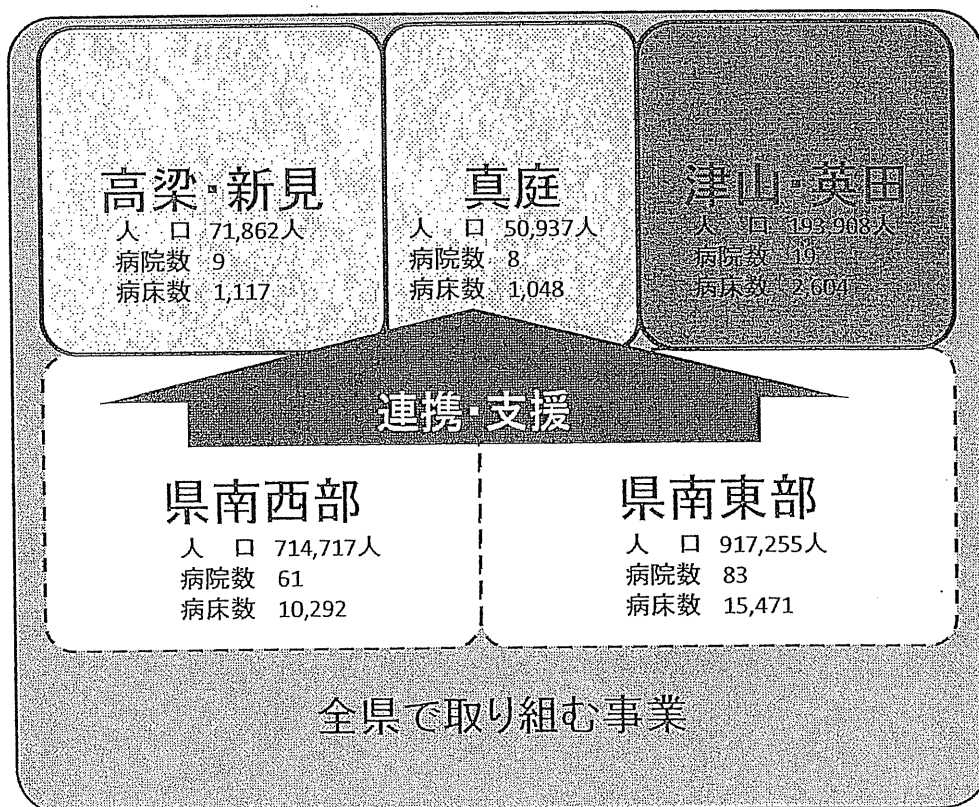 高梁・新見
人　口 71,862人
病院数 9
病床数 1,117
真庭
人　口 50,937人
病院数 8
病床数 1,048
津山・英田
人　口 193,908人
病院数 19
病床数 2,604
連携・支援
県南西部
人　口 714,717人
病院数 61
病床数 10,292
県南東部
人　口 917,255人
病院数 83
病床数 15,471
全県で取り組む事業